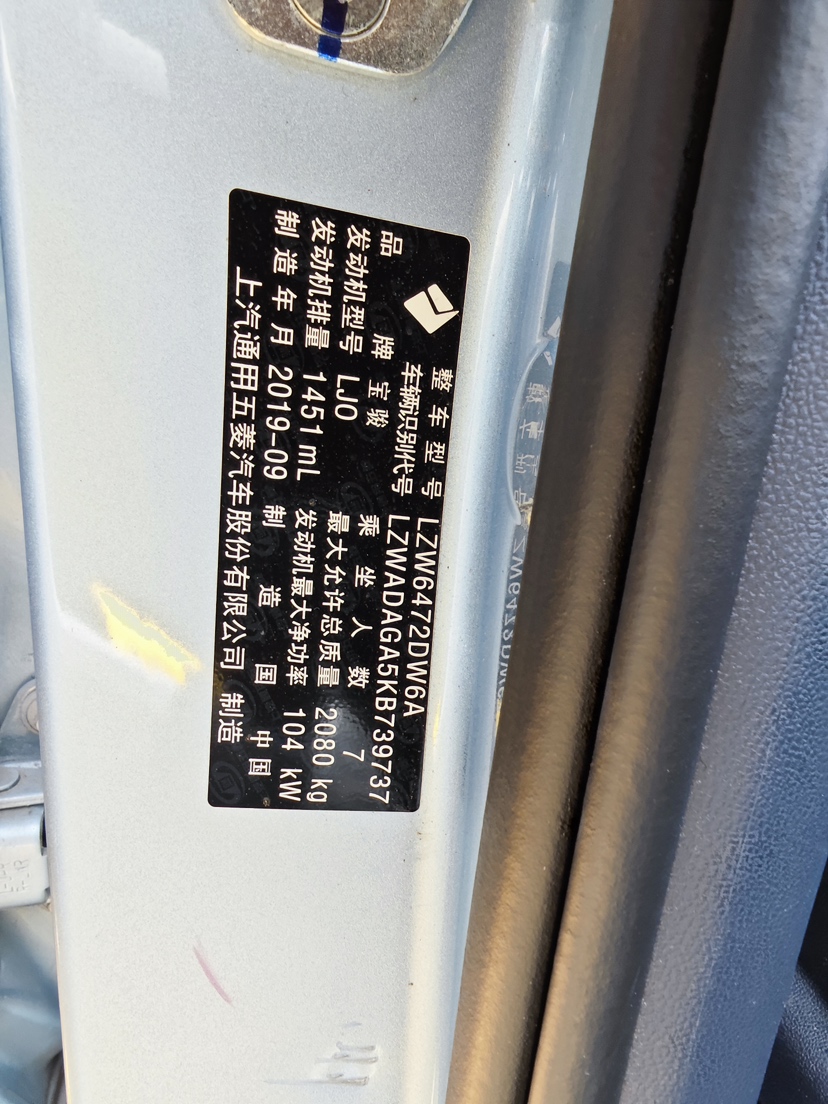 整车型号 LZW6472DW6A
车辆识别代号 LZWADAGA5KB739737
品牌 宝骏 乘坐人数 7
发动机型号 LJO 最大允许总质量 2080 kg
发动机排量 1451 mL 发动机最大净功率 104 kW
制造年月 2019-09 制造国 中国
上汽通用五菱汽车股份有限公司 制造